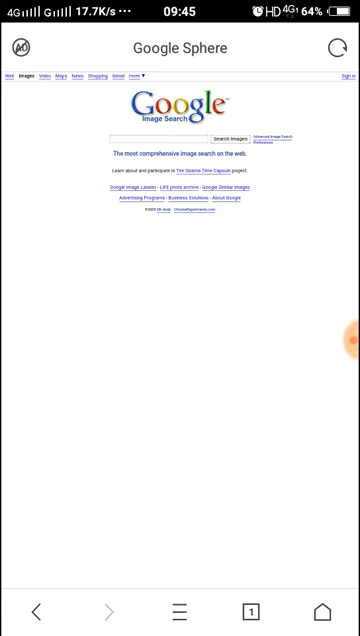 4G G 17.7K/s ··· 09:45 HD 4G 64%
AD Google Sphere
Web Images Video Maps News Shopping Gmail more ▼ Sign in
Google™
Image Search
Search Images Advanced Image Search
Preferences
The most comprehensive image search on the web.
Learn about and participate in The Obama Time Capsule project.
Google Image Labeler - LIFE photo archive - Google Similar Images
Advertising Programs - Business Solutions - About Google
©2009 - ChromeExperiments.com
1